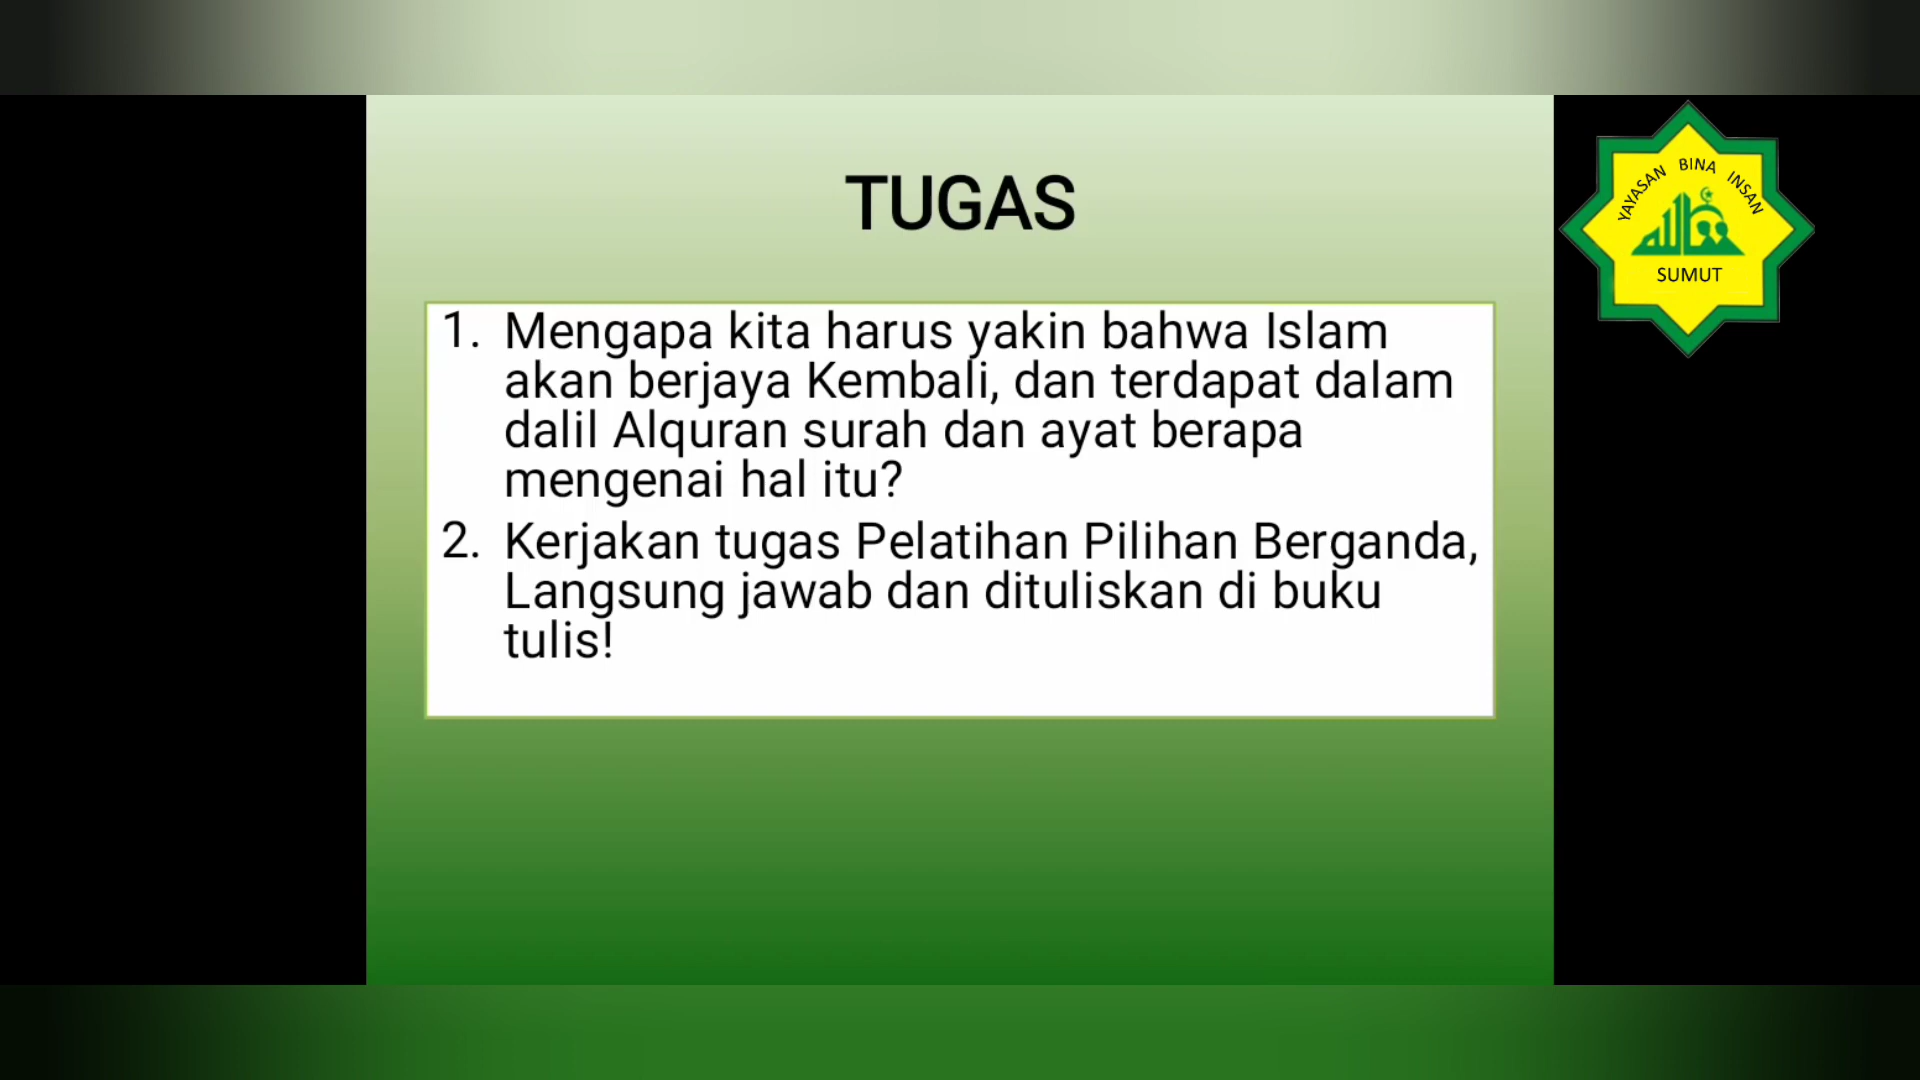 TUGAS
1. Mengapa kita harus yakin bahwa Islam
akan berjaya Kembali, dan terdapat dalam
dalil Alquran surah dan ayat berapa
mengenai hal itu?
2. Kerjakan tugas Pelatihan Pilihan Berganda,
Langsung jawab dan dituliskan di buku
tulis!
YAYASAN BINA INSAN
SUMUT